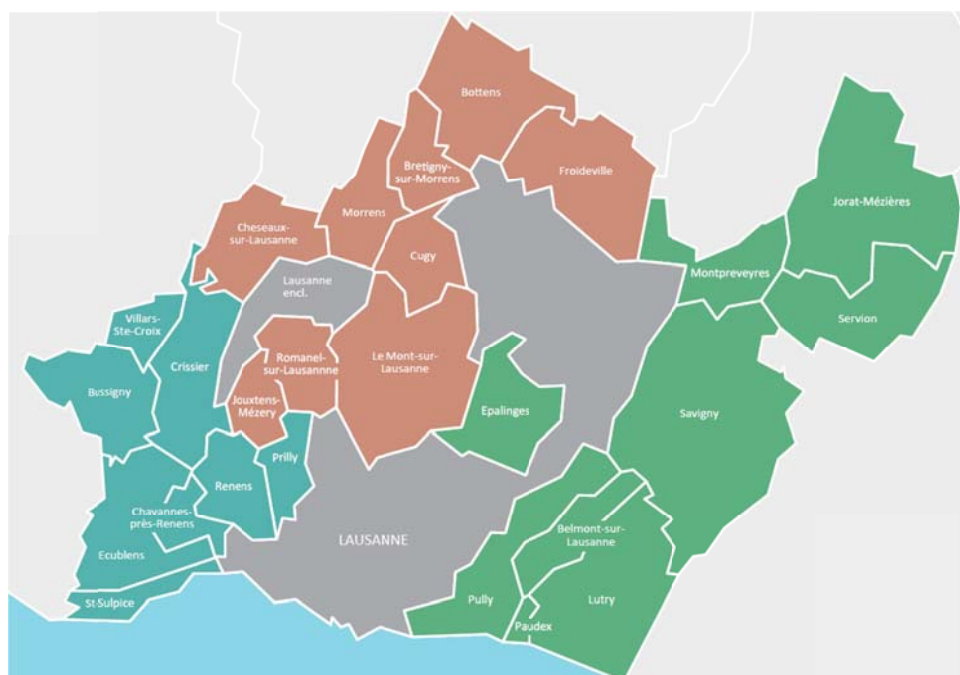 Bottens
Bretigny-
sur-Morrens
Froideville
Jorat-Mézières
Morrens
Cheseaux-
sur-Lausanne
Cugy
Montpreveyres
Lausanne
encl.
Servion
Villars-
Ste-Croix
Crissier
Romanel-
sur-Lausannne
Le Mont-sur-
Lausanne
Bussigny
Jouxtens-
Mézery
Epalinges
Savigny
Prilly
Renens
Chavannes-
près-Renens
Belmont-sur-
Lausanne
LAUSANNE
Ecublens
Pully
Lutry
St-Sulpice
Paudex